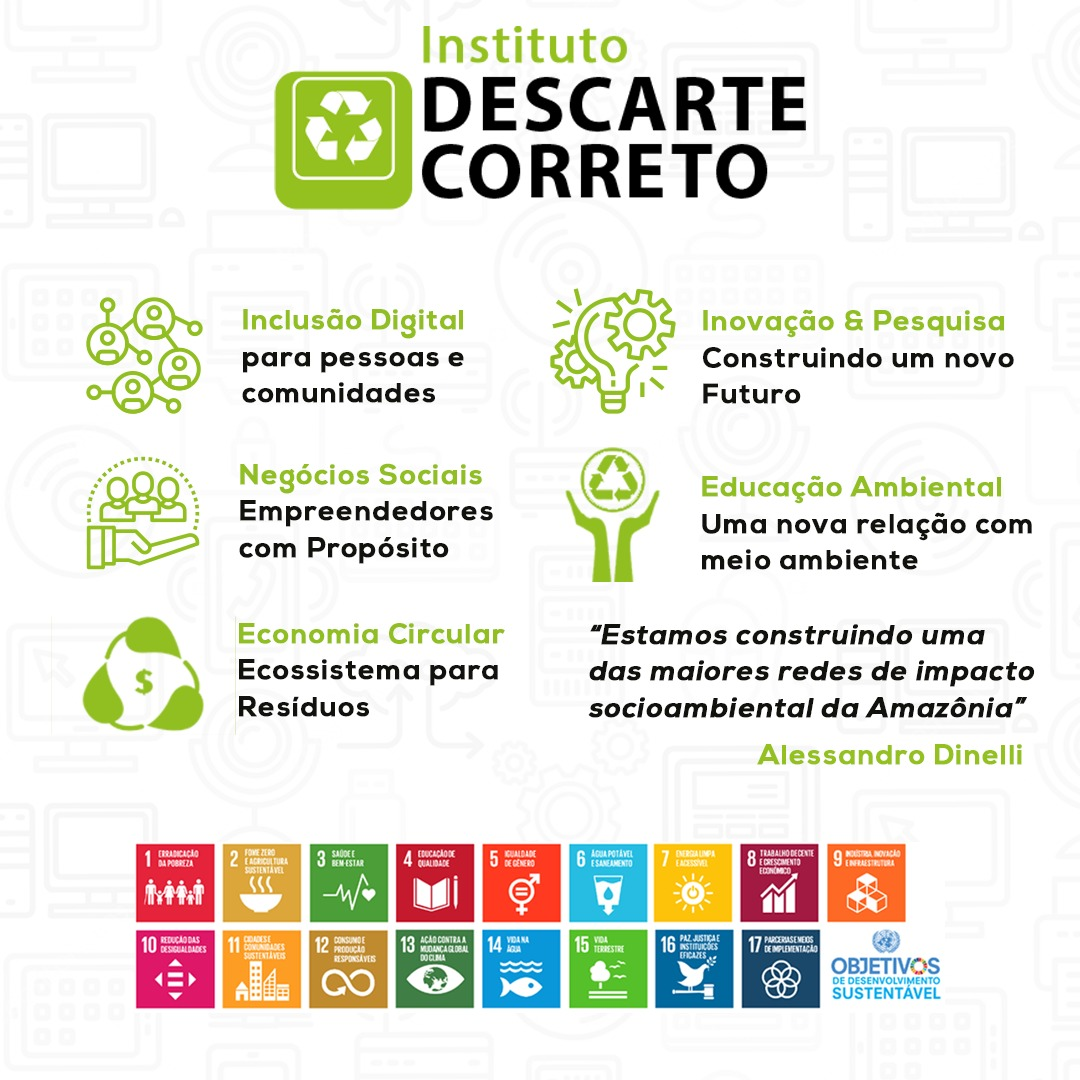 Instituto
DESCARTE
CORRETO
Inclusão Digital
para pessoas e
comunidades
Inovação & Pesquisa
Construindo um novo
Futuro
Negócios Sociais
Empreendedores
com Propósito
Educação Ambiental
Uma nova relação com
meio ambiente
Economia Circular
Ecossistema para
Resíduos
$
“Estamos construindo uma
das maiores redes de impacto
socioambiental da Amazônia”
Alessandro Dinelli
1 ERRADICAÇÃO
DA POBREZA
2 FOME ZERO
E AGRICULTURA
SUSTENTÁVEL
3 SAÚDE E
BEM-ESTAR
4 EDUCAÇÃO DE
QUALIDADE
5 IGUALDADE
DE GÊNERO
6 ÁGUA POTÁVEL
E SANEAMENTO
7 ENERGIA LIMPA
E ACESSÍVEL
8 TRABALHO DECENTE
E CRESCIMENTO
ECONÔMICO
9 INDÚSTRIA, INOVAÇÃO
E INFRAESTRUTURA
10 REDUÇÃO DAS
DESIGUALDADES
11 CIDADES E
COMUNIDADES
SUSTENTÁVEIS
12 CONSUMO E
PRODUÇÃO
RESPONSÁVEIS
13 AÇÃO CONTRA A
MUDANÇA GLOBAL
DO CLIMA
14 VIDA NA
ÁGUA
15 VIDA
TERRESTRE
16 PAZ, JUSTIÇA E
INSTITUIÇÕES
EFICAZES
17 PARCERIAS E MEIOS
DE IMPLEMENTAÇÃO
OBJETIVOS
DE DESENVOLVIMENTO
SUSTENTÁVEL